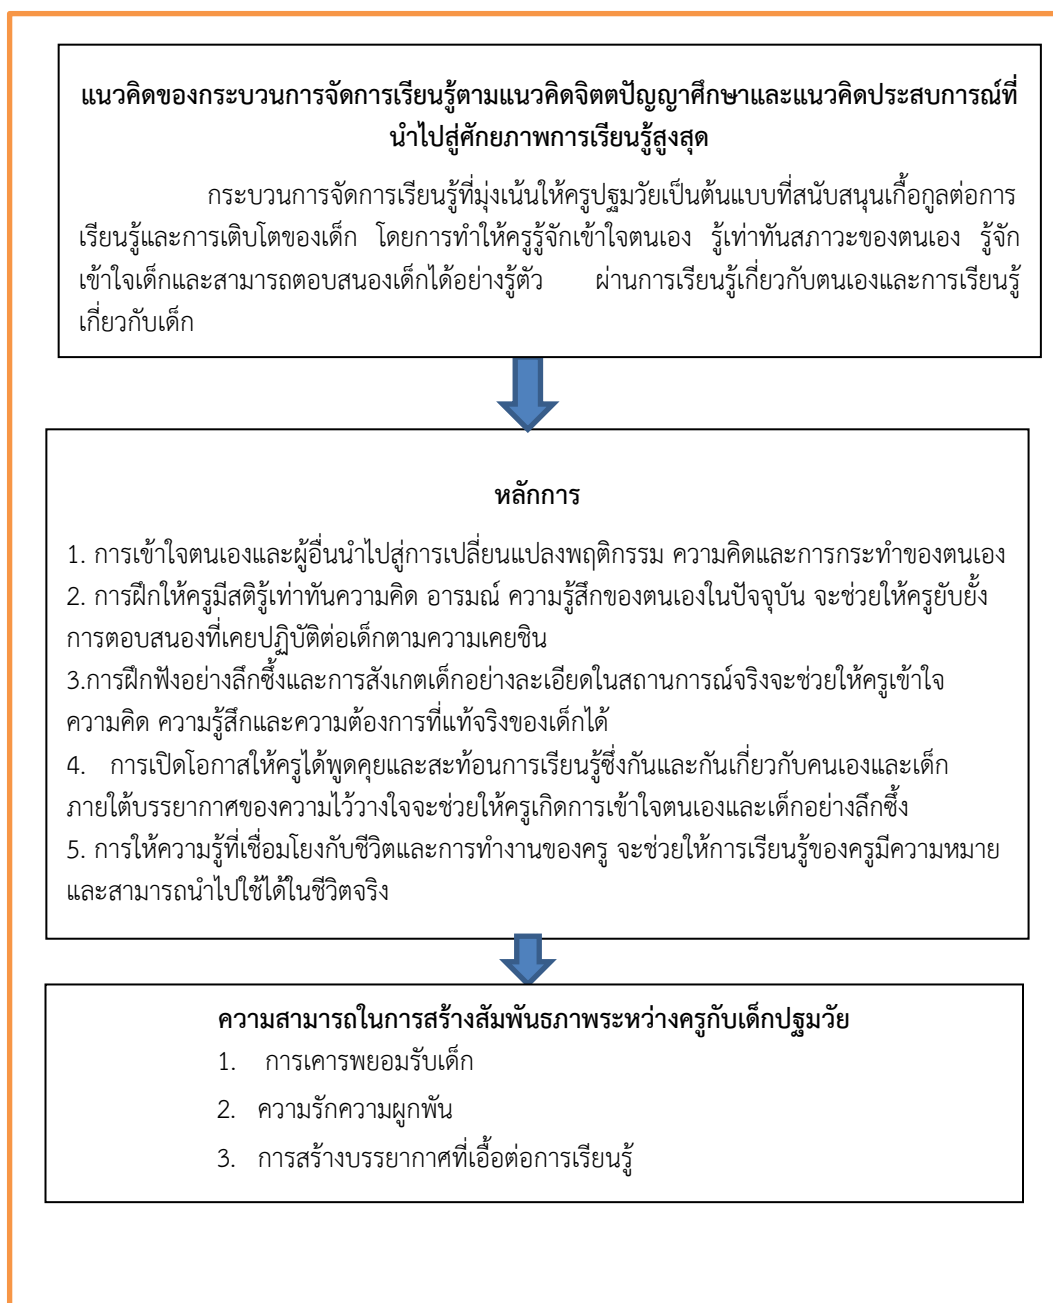 แนวคิดของกระบวนการจัดการเรียนรู้ตามแนวคิดจิตตปัญญาศึกษาและแนวคิดประสบการณ์ที่
นำไปสู่ศักยภาพการเรียนรู้สูงสุด
กระบวนการจัดการเรียนรู้ที่มุ่งเน้นให้ครูปฐมวัยเป็นต้นแบบที่สนับสนุนเกื้อกูลต่อการ
เรียนรู้และการเติบโตของเด็ก โดยการทำให้ครูรู้จักเข้าใจตนเอง รู้เท่าทันสภาวะของตนเอง รู้จัก
เข้าใจเด็กและสามารถตอบสนองเด็กได้อย่างรู้ตัว ผ่านการเรียนรู้เกี่ยวกับตนเองและการเรียนรู้
เกี่ยวกับเด็ก
หลักการ
1. การเข้าใจตนเองและผู้อื่นนำไปสู่การเปลี่ยนแปลงพฤติกรรม ความคิดและการกระทำของตนเอง
2. การฝึกให้ครูมีสติรู้เท่าทันความคิด อารมณ์ ความรู้สึกของตนเองในปัจจุบัน จะช่วยให้ครูยับยั้ง
การตอบสนองที่เคยปฏิบัติต่อเด็กตามความเคยชิน
3.การฝึกฟังอย่างลึกซึ้งและการสังเกตเด็กอย่างละเอียดในสถานการณ์จริงจะช่วยให้ครูเข้าใจ
ความคิด ความรู้สึกและความต้องการที่แท้จริงของเด็กได้
4. การเปิดโอกาสให้ครูได้พูดคุยและสะท้อนการเรียนรู้ซึ่งกันและกันเกี่ยวกับคนเองและเด็ก
ภายใต้บรรยากาศของความไว้วางใจจะช่วยให้ครูเกิดการเข้าใจตนเองและเด็กอย่างลึกซึ้ง
5. การให้ความรู้ที่เชื่อมโยงกับชีวิตและการทำงานของครู จะช่วยให้การเรียนรู้ของครูมีความหมาย
และสามารถนำไปใช้ได้ในชีวิตจริง
ความสามารถในการสร้างสัมพันธภาพระหว่างครูกับเด็กปฐมวัย
1. การเคารพยอมรับเด็ก
2. ความรักความผูกพัน
3. การสร้างบรรยากาศที่เอื้อต่อการเรียนรู้